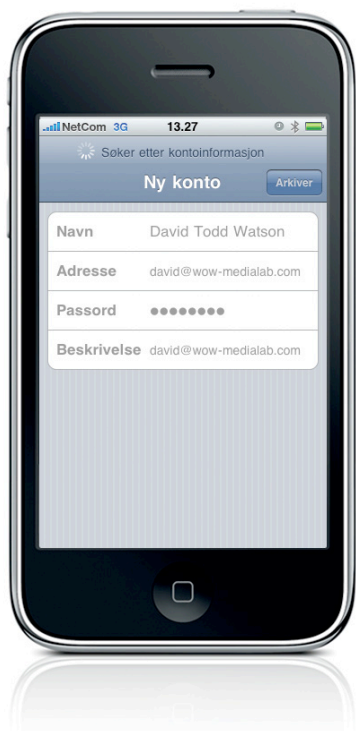 NetCom 3G 13.27
Søker etter kontoinformasjon
Ny konto Arkiver
Navn David Todd Watson
Adresse david@wow-medialab.com
Passord ●●●●●●●●
Beskrivelse david@wow-medialab.com